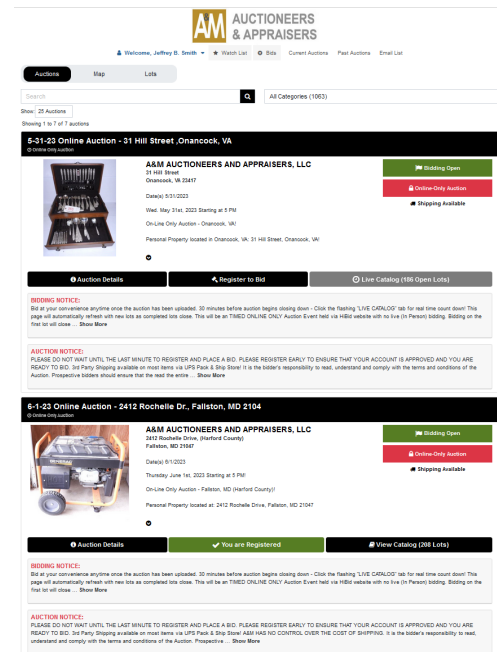 A&M AUCTIONEERS
& APPRAISERS
Welcome, Jeffrey B. Smith Watch List Bids Current Auctions Past Auctions Email List
Auctions Map Lots
Search All Categories (1063)
Show: 25 Auctions
Showing 1 to 7 of 7 auctions
5-31-23 Online Auction - 31 Hill Street ,Onancock, VA
Online Only Auction
A&M AUCTIONEERS AND APPRAISERS, LLC
31 Hill Street
Onancock, VA 23417
Date(s) 5/31/2023
Wed. May 31st, 2023 Starting at 5 PM
On-Line Only Auction - Onancock, VA!
Personal Property located in Onancock, VA: 31 Hill Street, Onancock, VA!
Bidding Open
Online-Only Auction
Shipping Available
Auction Details Register to Bid Live Catalog (186 Open Lots)
BIDDING NOTICE:
Bid at your convenience anytime once the auction has been uploaded. 30 minutes before auction begins closing down - Click the flashing "LIVE CATALOG" tab for real time count down! This
page will automatically refresh with new lots as completed lots close. This will be an TIMED ONLINE ONLY Auction Event held via HiBid website with no live (In Person) bidding. Bidding on the
first lot will close ... Show More
AUCTION NOTICE:
PLEASE DO NOT WAIT UNTIL THE LAST MINUTE TO REGISTER AND PLACE A BID. PLEASE REGISTER EARLY TO ENSURE THAT YOUR ACCOUNT IS APPROVED AND YOU ARE
READY TO BID. 3rd Party Shipping available on most items via UPS Pack & Ship Store! It is the bidder's responsibility to read, understand and comply with the terms and conditions of the
Auction. Prospective bidders should ensure that the read the entire ... Show More
6-1-23 Online Auction - 2412 Rochelle Dr., Fallston, MD 2104
Online Only Auction
A&M AUCTIONEERS AND APPRAISERS, LLC
2412 Rochelle Drive, (Harford County)
Fallston, MD 21047
Date(s) 6/1/2023
Thursday June 1st, 2023 Starting at 5 PM!
On-Line Only Auction - Fallston, MD (Harford County)!
Personal Property located at: 2412 Rochelle Drive, Fallston, MD 21047
Bidding Open
Online-Only Auction
Shipping Available
Auction Details You are Registered View Catalog (208 Lots)
BIDDING NOTICE:
Bid at your convenience anytime once the auction has been uploaded. 30 minutes before auction begins closing down - Click the flashing "LIVE CATALOG" tab for real time count down! This
page will automatically refresh with new lots as completed lots close. This will be an TIMED ONLINE ONLY Auction Event held via HiBid website with no live (In Person) bidding. Bidding on the
first lot will close ... Show More
AUCTION NOTICE:
PLEASE DO NOT WAIT UNTIL THE LAST MINUTE TO REGISTER AND PLACE A BID. PLEASE REGISTER EARLY TO ENSURE THAT YOUR ACCOUNT IS APPROVED AND YOU ARE
READY TO BID. 3rd Party Shipping available on most items via UPS Pack & Ship Store! A&M HAS NO CONTROL OVER THE COST OF SHIPPING. It is the bidder's responsibility to read,
understand and comply with the terms and conditions of the Auction. Prospective ... Show More